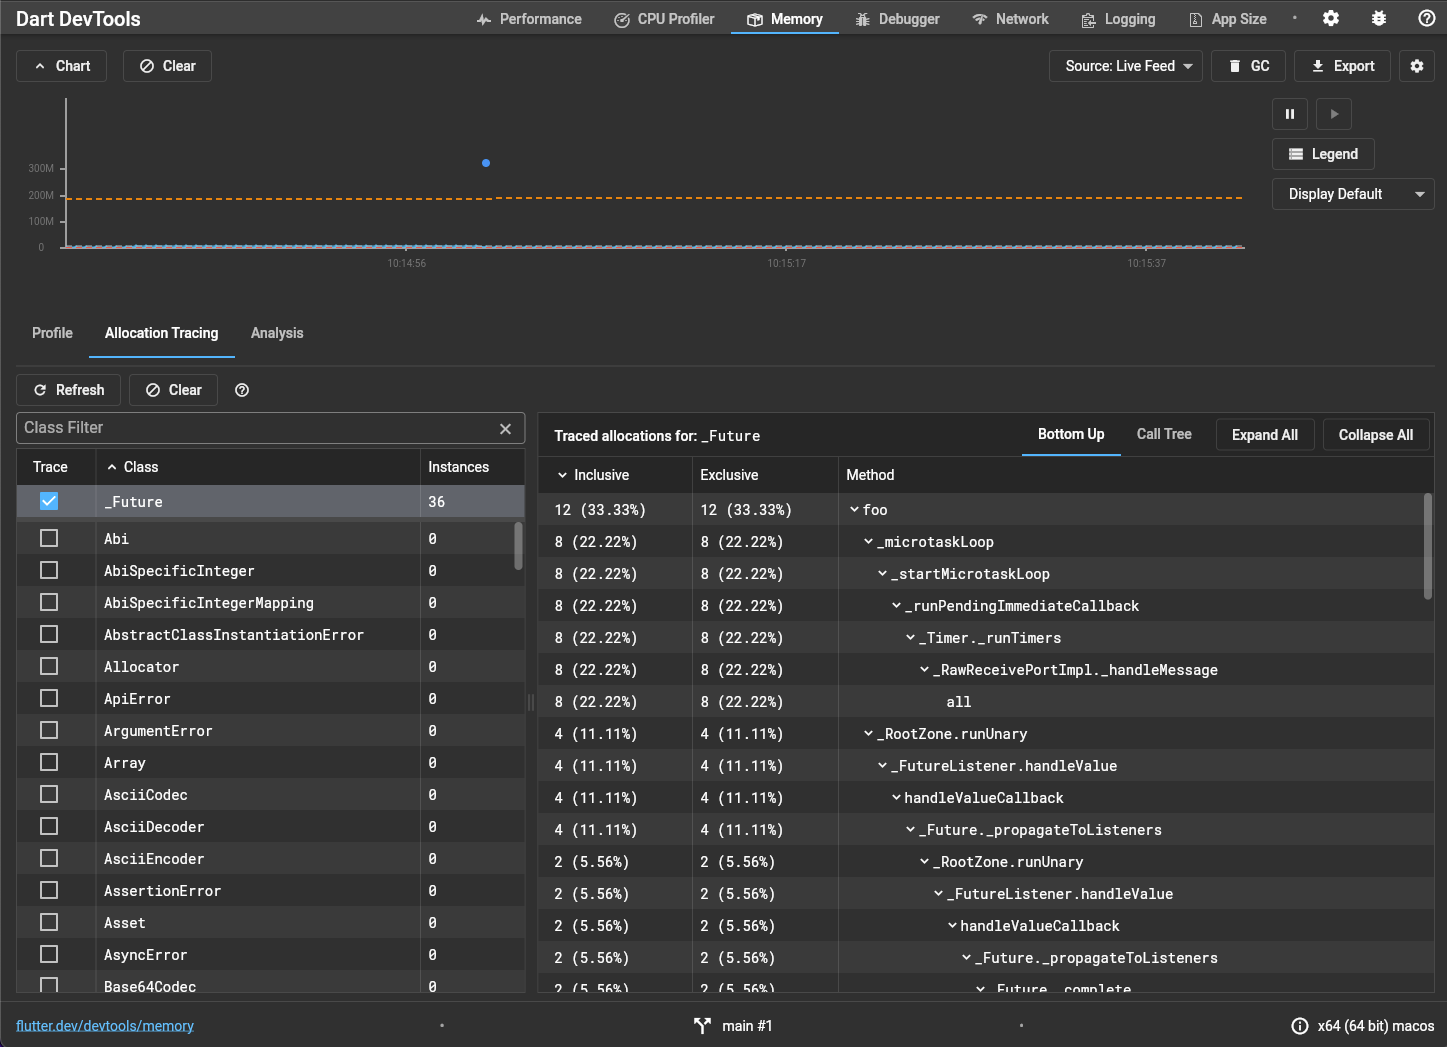 Dart DevTools Performance CPU Profiler Memory Debugger Network Logging App Size
Chart Clear Source: Live Feed GC Export
300M
200M
100M
0
10:14:56 10:15:17 10:15:37
Legend
Display Default
Profile Allocation Tracing Analysis
Refresh Clear
Class Filter
Trace Class Instances
_Future 36
Abi 0
AbiSpecificInteger 0
AbiSpecificIntegerMapping 0
AbstractClassInstantiationError 0
Allocator 0
ApiError 0
ArgumentError 0
Array 0
AsciiCodec 0
AsciiDecoder 0
AsciiEncoder 0
AssertionError 0
Asset 0
AsyncError 0
Base64Codec 0
Traced allocations for: _Future Bottom Up Call Tree Expand All Collapse All
Inclusive Exclusive Method
12 (33.33%) 12 (33.33%) foo
8 (22.22%) 8 (22.22%) _microtaskLoop
8 (22.22%) 8 (22.22%) _startMicrotaskLoop
8 (22.22%) 8 (22.22%) _runPendingImmediateCallback
8 (22.22%) 8 (22.22%) _Timer._runTimers
8 (22.22%) 8 (22.22%) _RawReceivePortImpl._handleMessage
8 (22.22%) 8 (22.22%) all
4 (11.11%) 4 (11.11%) _RootZone.runUnary
4 (11.11%) 4 (11.11%) _FutureListener.handleValue
4 (11.11%) 4 (11.11%) handleValueCallback
4 (11.11%) 4 (11.11%) _Future._propagateToListeners
2 (5.56%) 2 (5.56%) _RootZone.runUnary
2 (5.56%) 2 (5.56%) _FutureListener.handleValue
2 (5.56%) 2 (5.56%) handleValueCallback
2 (5.56%) 2 (5.56%) _Future._propagateToListeners
2 (5.56%) 2 (5.56%) _Future._complete
flutter.dev/devtools/memory main #1 x64 (64 bit) macos